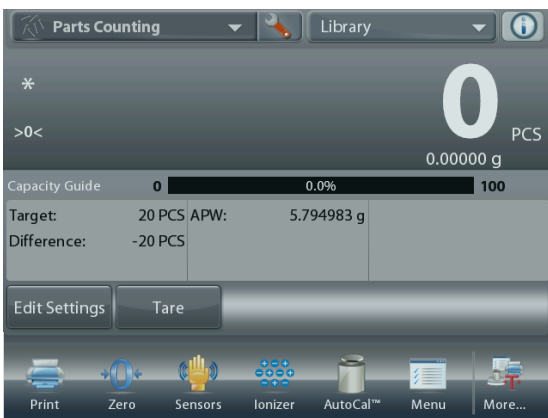 Parts Counting
Library
*
>0<
0
PCS
0.00000 g
Capacity Guide 0 0.0% 100
Target: 20 PCS APW: 5.794983 g
Difference: -20 PCS
Edit Settings Tare
Print Zero Sensors Ionizer AutoCal™ Menu More...